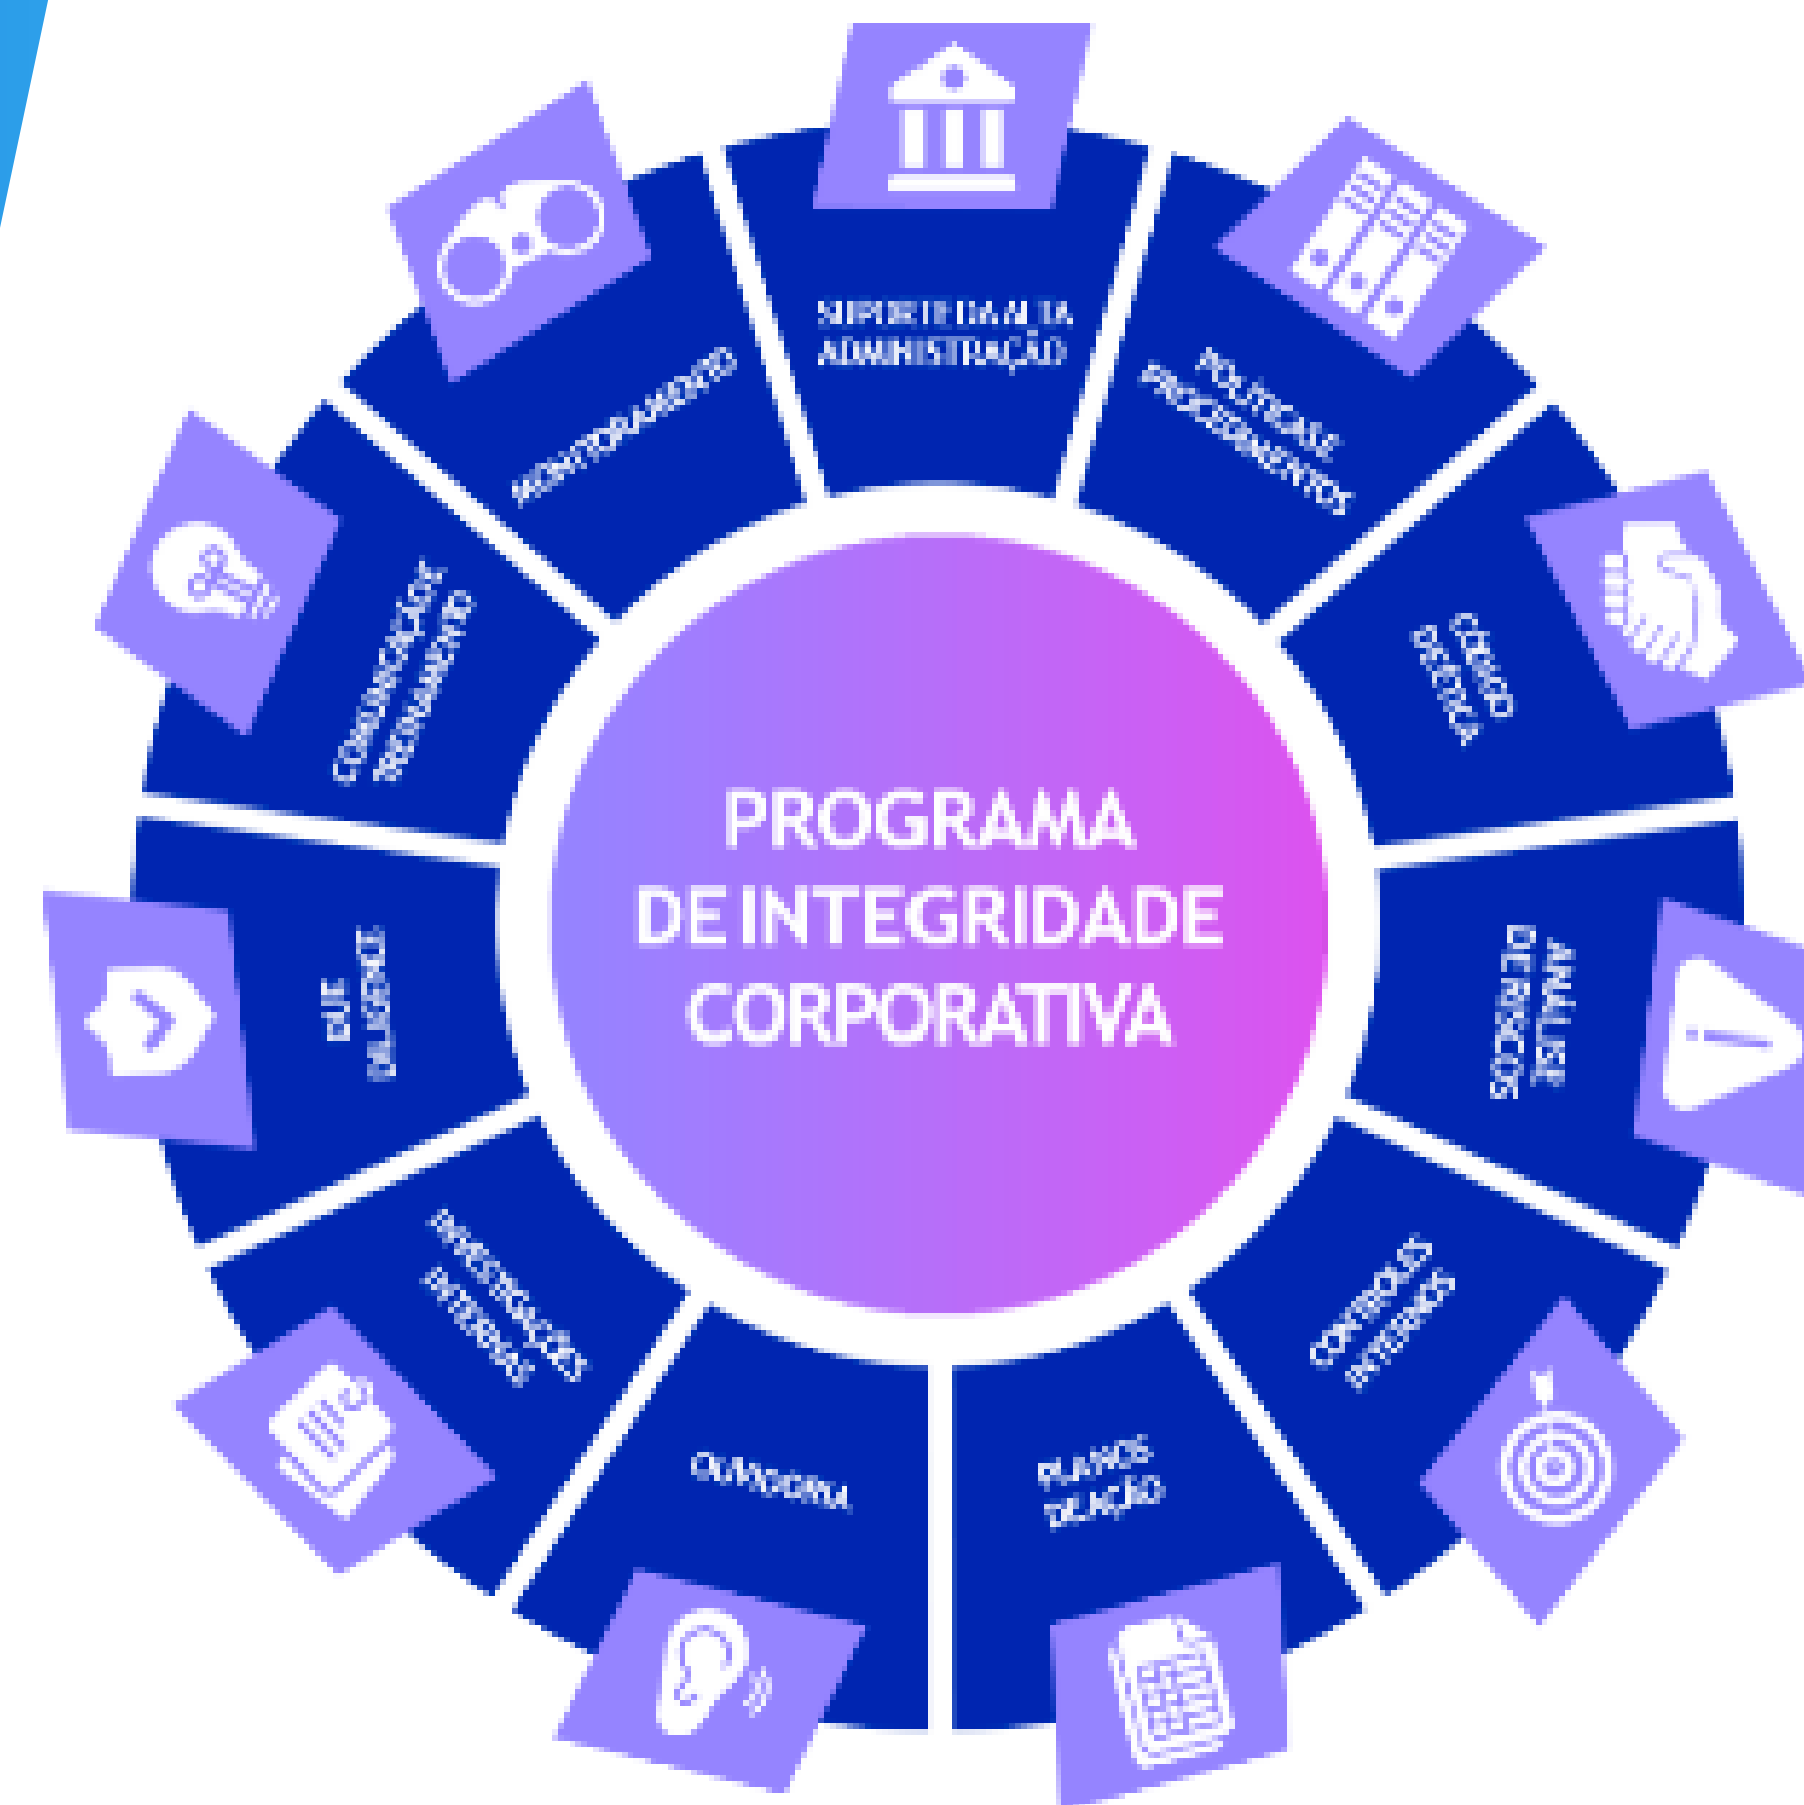 SUPORTE DA ALTA
ADMINISTRAÇÃO
POLÍTICAS E
PROCEDIMENTOS
CÓDIGO
DE ÉTICA
ANÁLISE
DE RISCOS
CONTROLES
INTERNOS
PLANOS
DE AÇÃO
OUVIDORIA
INVESTIGAÇÕES
INTERNAS
DUE
DILIGENCE
COMUNICAÇÃO E
TREINAMENTO
MONITORAMENTO
PROGRAMA
DE INTEGRIDADE
CORPORATIVA